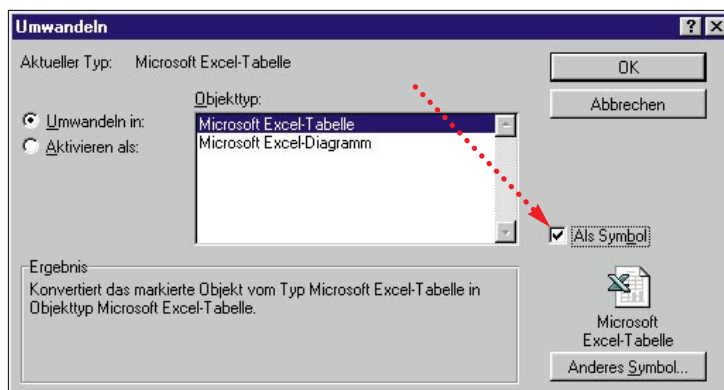 Umwandeln
Aktueller Typ: Microsoft Excel-Tabelle
OK
Abbrechen
Objekttyp:
Umwandeln in:
Aktivieren als:
Microsoft Excel-Tabelle
Microsoft Excel-Diagramm
Als Symbol
Ergebnis
Konvertiert das markierte Objekt vom Typ Microsoft Excel-Tabelle in
Objekttyp Microsoft Excel-Tabelle.
Microsoft
Excel-Tabelle
Anderes Symbol...